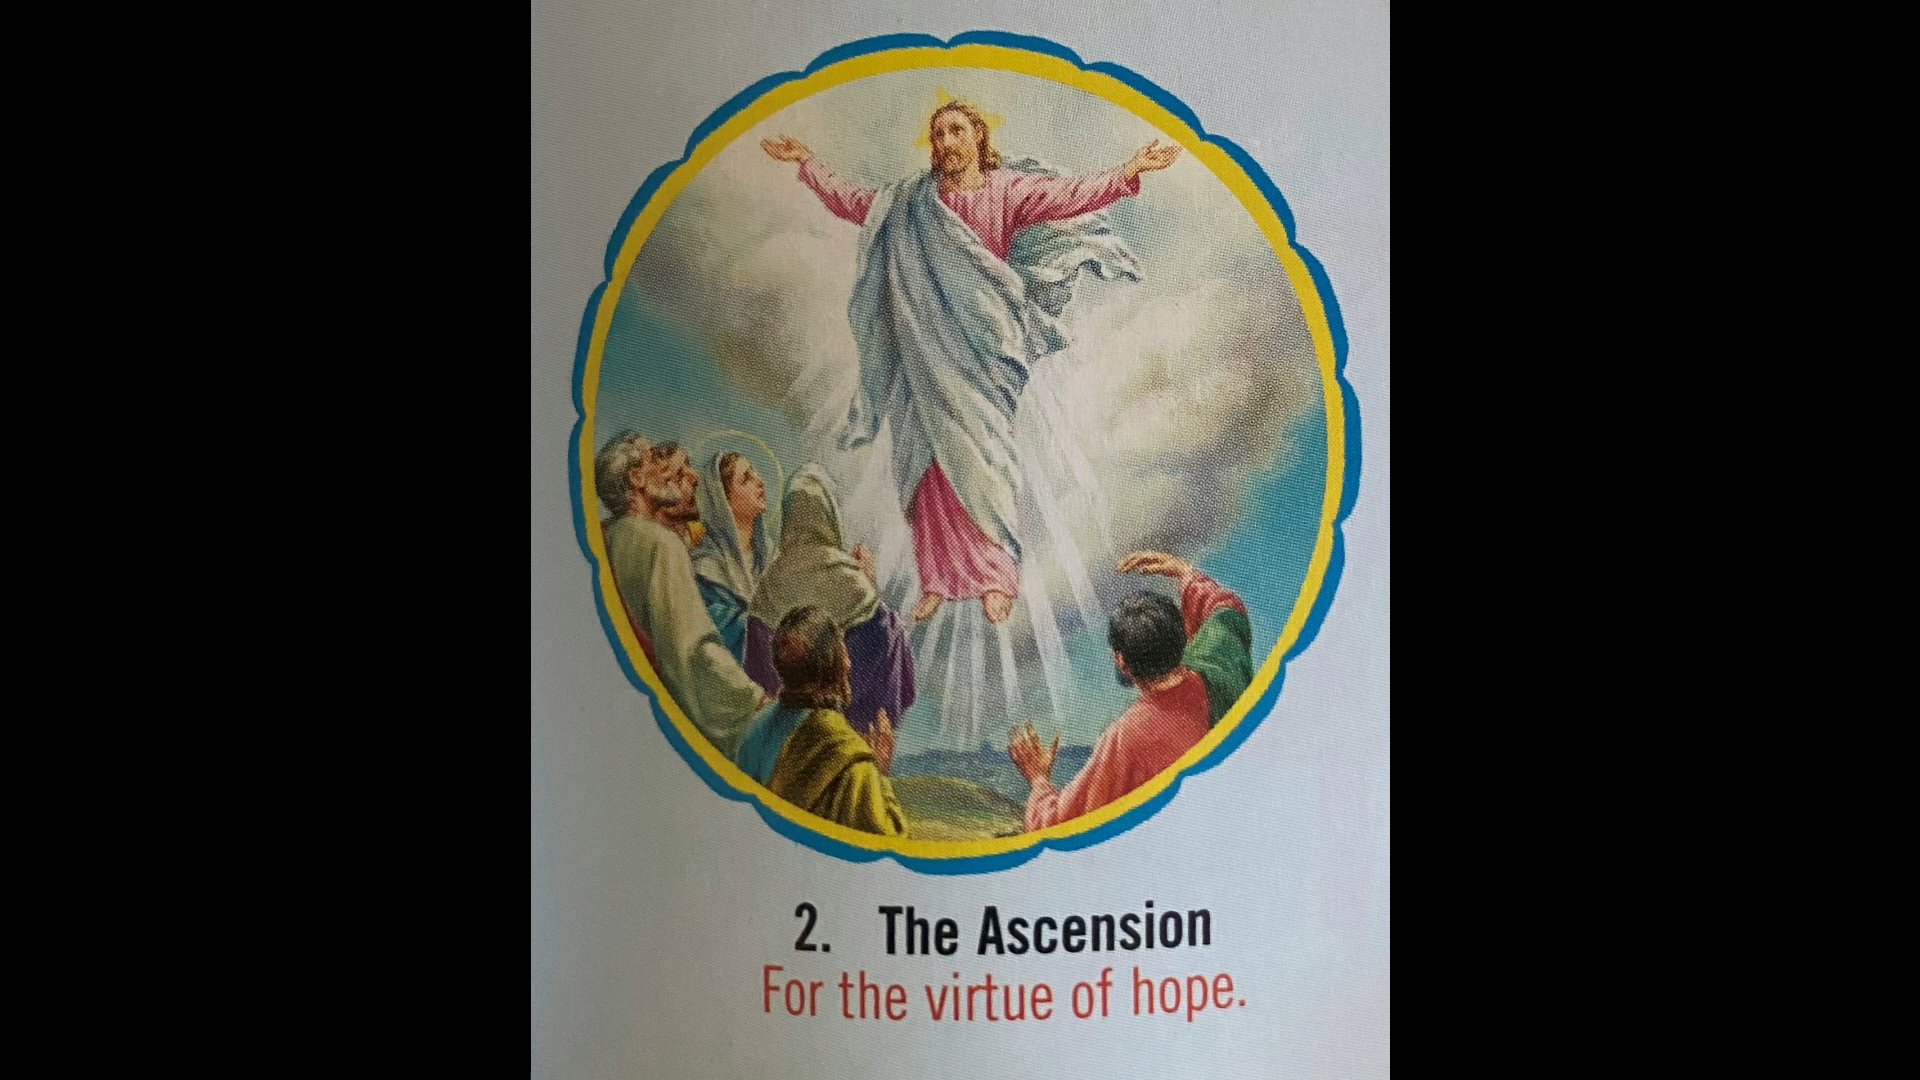 2. The Ascension
For the virtue of hope.